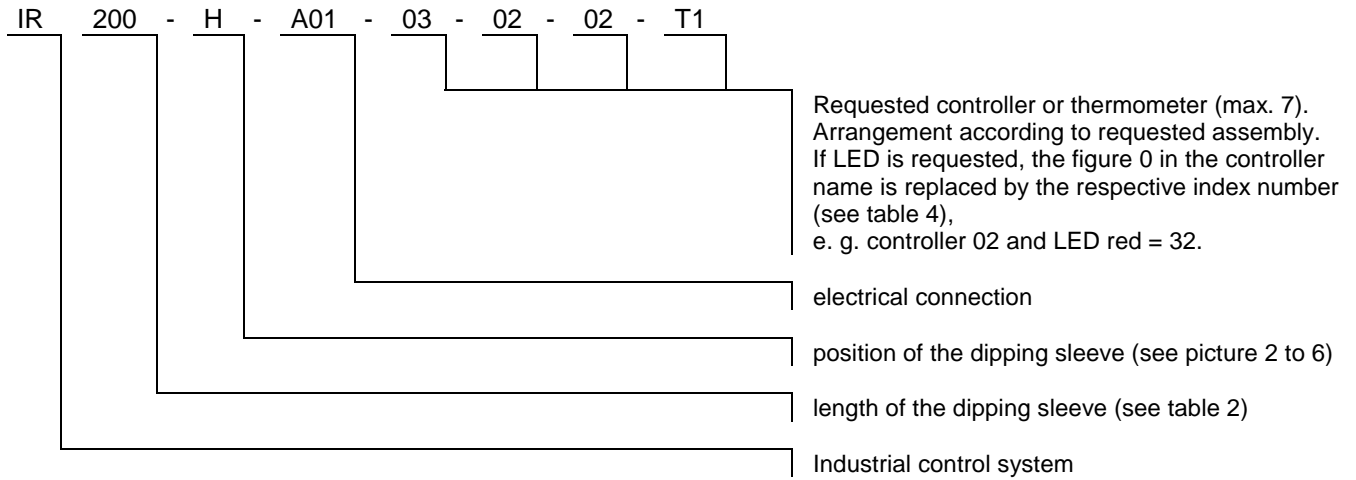 IR 200 - H - A01 - 03 - 02 - 02 - T1
Requested controller or thermometer (max. 7).
Arrangement according to requested assembly.
If LED is requested, the figure 0 in the controller
name is replaced by the respective index number
(see table 4),
e. g. controller 02 and LED red = 32.
electrical connection
position of the dipping sleeve (see picture 2 to 6)
length of the dipping sleeve (see table 2)
Industrial control system